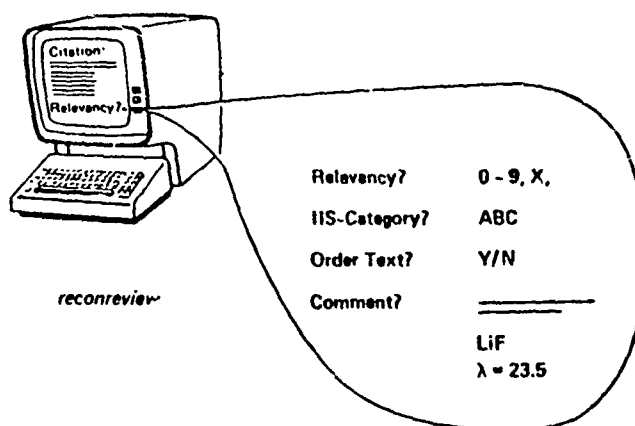 Citation:
Relevancy?
Relevancy? 0 - 9, X,
IIS-Category? ABC
Order Text? Y/N
Comment?
LiF
λ = 23.5
reconreview